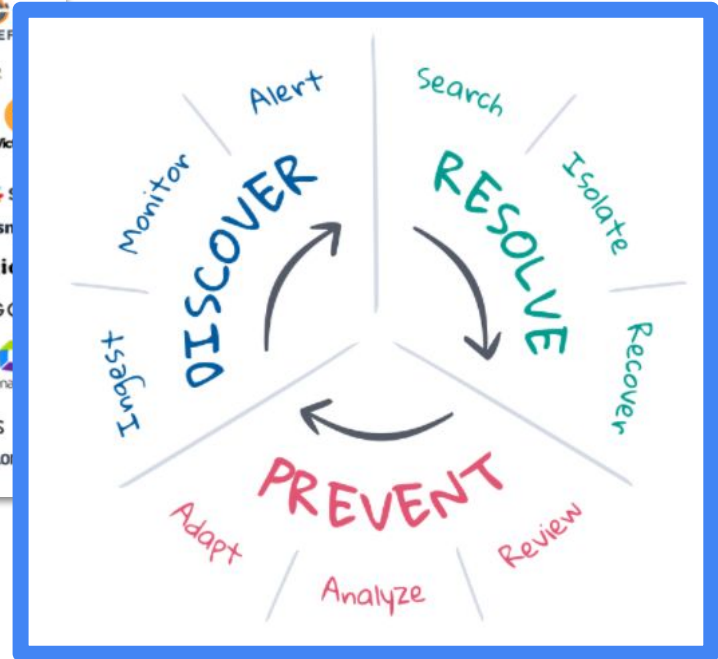 Alert
Search
Monitor
DISCOVER
RESOLVE
Isolate
Ingest
Recover
PREVENT
Adapt
Analyze
Review